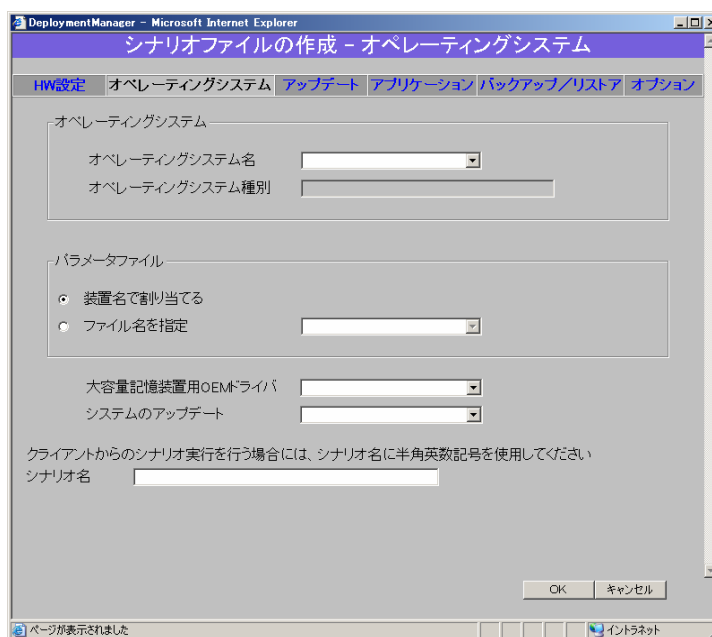 DeploymentManager - Microsoft Internet Explorer
シナリオファイルの作成 - オペレーティングシステム
HW設定 オペレーティングシステム アップデート アプリケーション バックアップ/リストア オプション
オペレーティングシステム
オペレーティングシステム名
オペレーティングシステム種別
パラメータファイル
装置名で割り当てる
ファイル名を指定
大容量記憶装置用OEMドライバ
システムのアップデート
クライアントからのシナリオ実行を行う場合には、シナリオ名に半角英数記号を使用してください
シナリオ名
OK キャンセル
ページが表示されました イントラネット